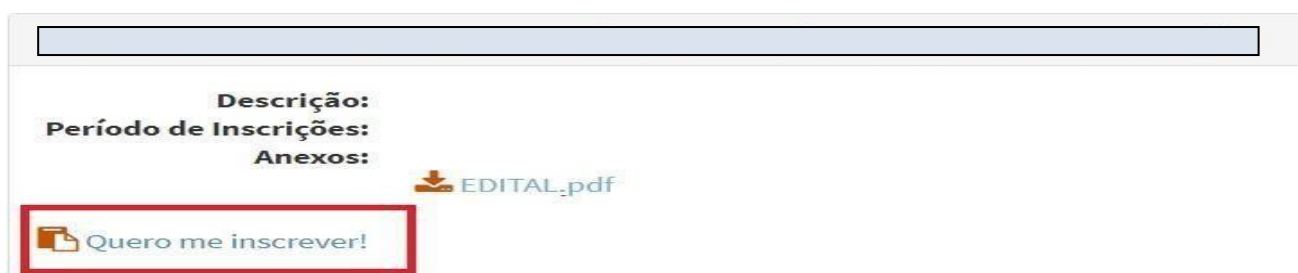 Descrição:
Período de Inscrições:
Anexos:
EDITAL.pdf
Quero me inscrever!